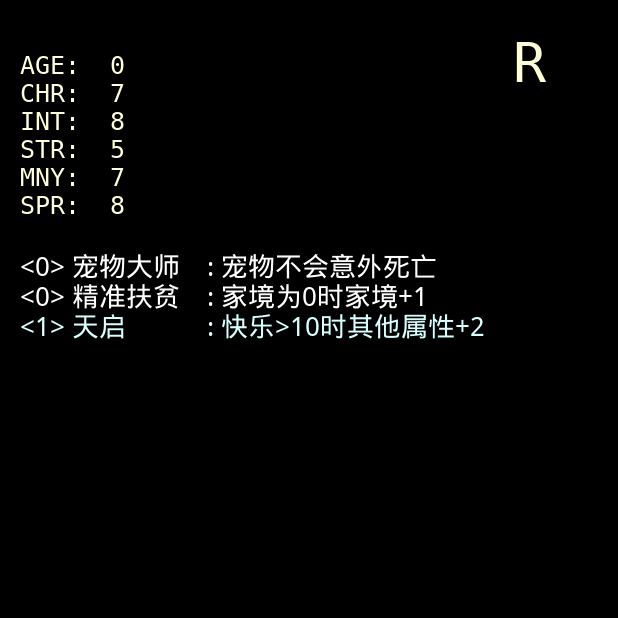 R
AGE: 0
CHR: 7
INT: 8
STR: 5
MNY: 7
SPR: 8
<0> 宠物大师 : 宠物不会意外死亡
<0> 精准扶贫 : 家境为0时家境+1
<1> 天启 : 快乐>10时其他属性+2